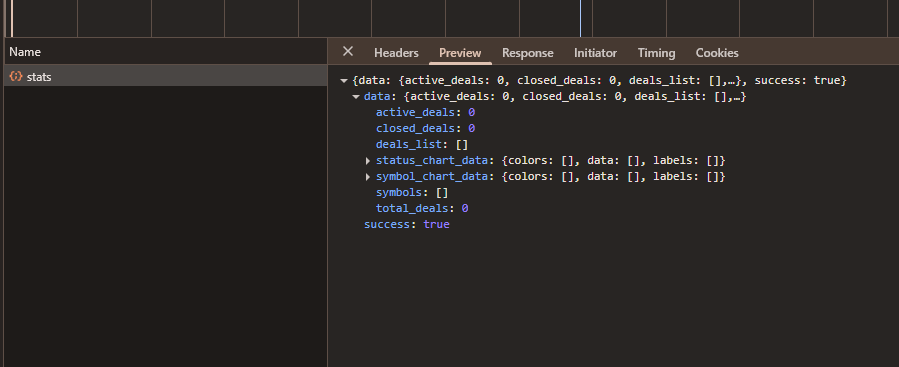 Name
Headers Preview Response Initiator Timing Cookies
stats
{data: {active_deals: 0, closed_deals: 0, deals_list: [],…}, success: true}
data: {active_deals: 0, closed_deals: 0, deals_list: [],…}
active_deals: 0
closed_deals: 0
deals_list: []
status_chart_data: {colors: [], data: [], labels: []}
symbol_chart_data: {colors: [], data: [], labels: []}
symbols: []
total_deals: 0
success: true